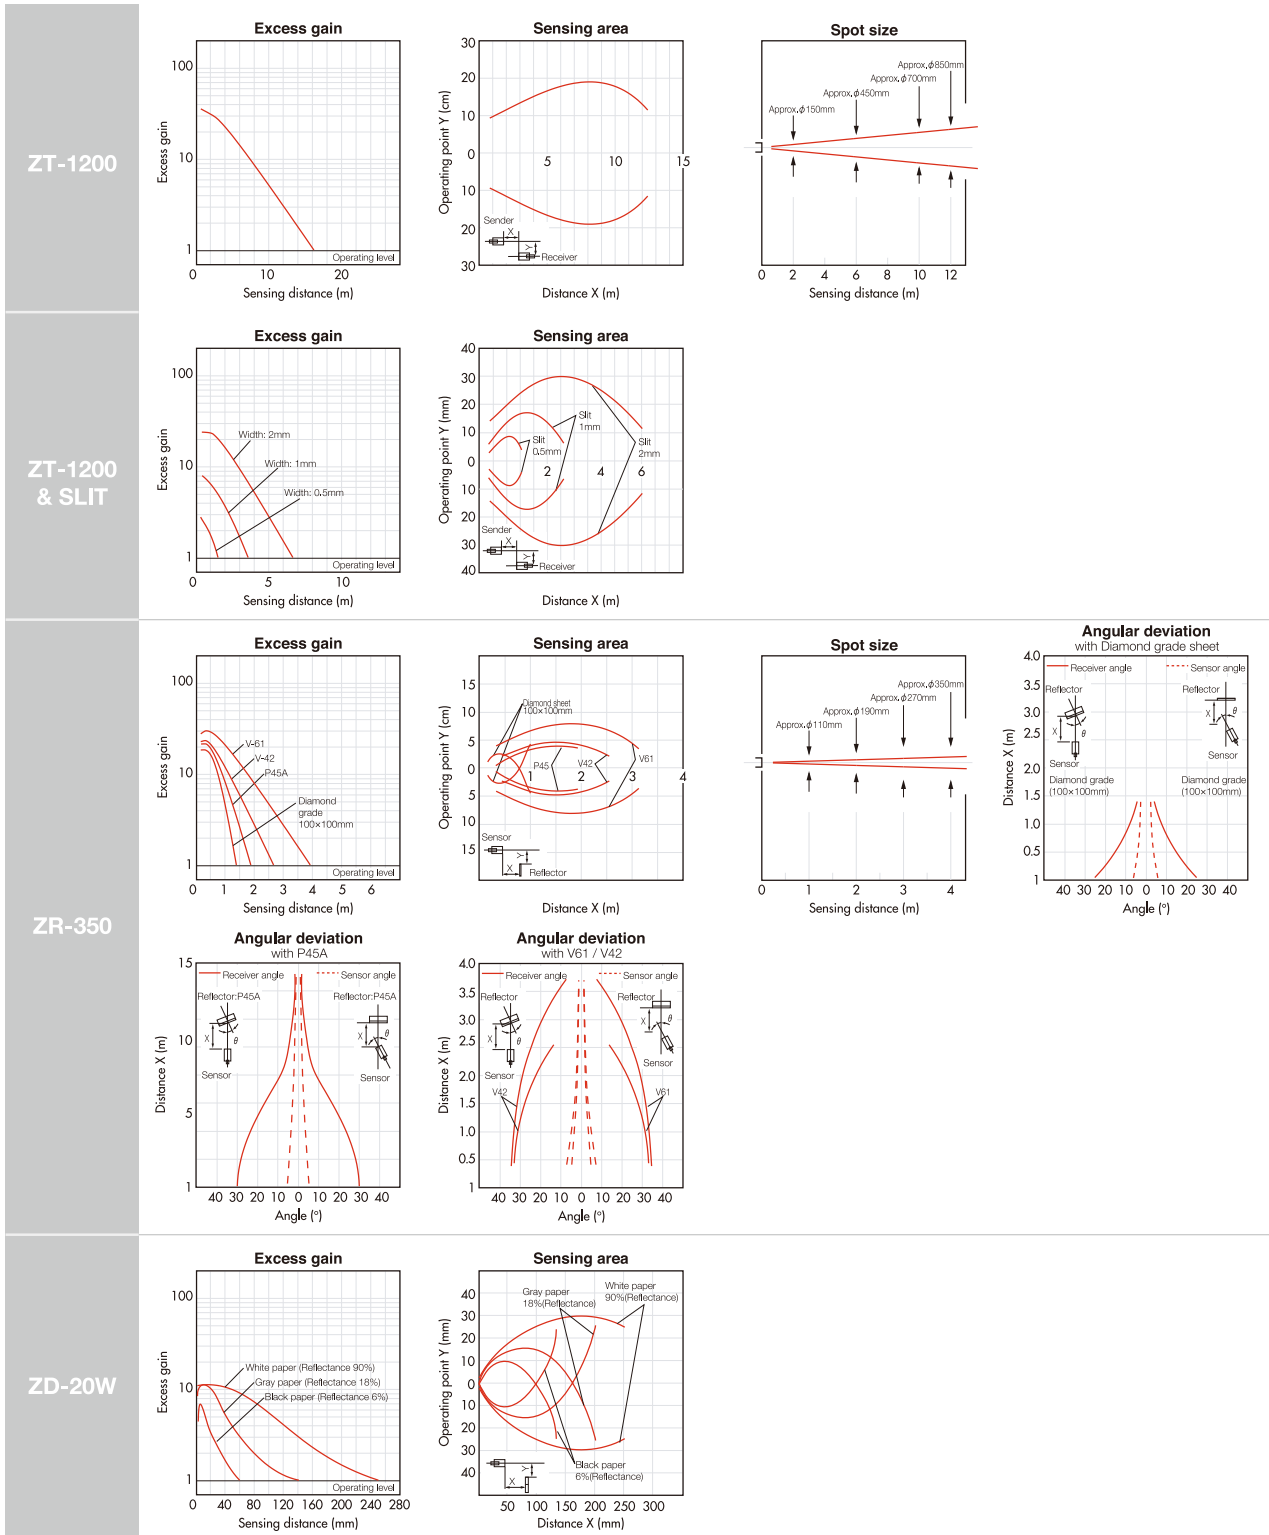 ZT-1200
Excess gain
Excess gain
100
10
1
Operating level
0 10 20
Sensing distance (m)
Sensing area
Operating point Y (cm)
30
20
10
0
10
20
30
5 10 15
Sender
X
Y
Receiver
Distance X (m)
Spot size
Approx.ϕ850mm
Approx.ϕ700mm
Approx.ϕ450mm
Approx.ϕ150mm
0 2 4 6 8 10 12
Sensing distance (m)
ZT-1200
& SLIT
Excess gain
Excess gain
100
10
1
Width: 2mm
Width: 1mm
Width: 0.5mm
Operating level
0 5 10
Sensing distance (m)
Sensing area
Operating point Y (mm)
40
30
20
10
0
10
20
30
40
Slit
1mm
Slit
0.5mm
Slit
2mm
2 4 6
Sender
X
Y
Receiver
Distance X (m)
ZR-350
Excess gain
Excess gain
100
10
1
V-61
V-42
P45A
Diamond
grade
100×100mm
Operating level
0 1 2 3 4 5 6
Sensing distance (m)
Sensing area
Operating point Y (cm)
15
10
5
0
5
10
1.5
Diamond sheet
100×100mm
P45
V42
V61
1 2 3 4
Sensor
X
Y
Reflector
Distance X (m)
Spot size
Approx.ϕ350mm
Approx.ϕ270mm
Approx.ϕ190mm
Approx.ϕ110mm
0 1 2 3 4
Sensing distance (m)
Angular deviation
with Diamond grade sheet
Distance X (m)
4.0
3.5
3.0
2.5
2.0
1.5
1.0
0.5
1
Receiver angle
Sensor angle
Reflector
Reflector
X
θ
X
θ
Sensor
Sensor
Diamond grade
(100×100mm)
Diamond grade
(100×100mm)
40 30 20 10 0 10 20 30 40
Angle (°)
Angular deviation
with P45A
Distance X (m)
15
10
5
1
Receiver angle
Sensor angle
Reflector:P45A
Reflector:P45A
X
θ
X
θ
Sensor
Sensor
40 30 20 10 0 10 20 30 40
Angle (°)
Angular deviation
with V61 / V42
Distance X (m)
4.0
3.5
3.0
2.5
2.0
1.5
1.0
0.5
1
Receiver angle
Sensor angle
Reflector
Reflector
X
θ
X
θ
Sensor
Sensor
V42
V61
40 30 20 10 0 10 20 30 40
Angle (°)
ZD-20W
Excess gain
Excess gain
100
10
1
White paper (Reflectance 90%)
Gray paper (Reflectance 18%)
Black paper (Reflectance 6%)
Operating level
0 40 80 120 160 200 240 280
Sensing distance (mm)
Sensing area
Operating point Y (mm)
40
30
20
10
0
10
20
30
40
White paper
90%(Reflectance)
Gray paper
18%(Reflectance)
Black paper
6%(Reflectance)
X
Y
50 100 150 200 250 300
Distance X (mm)